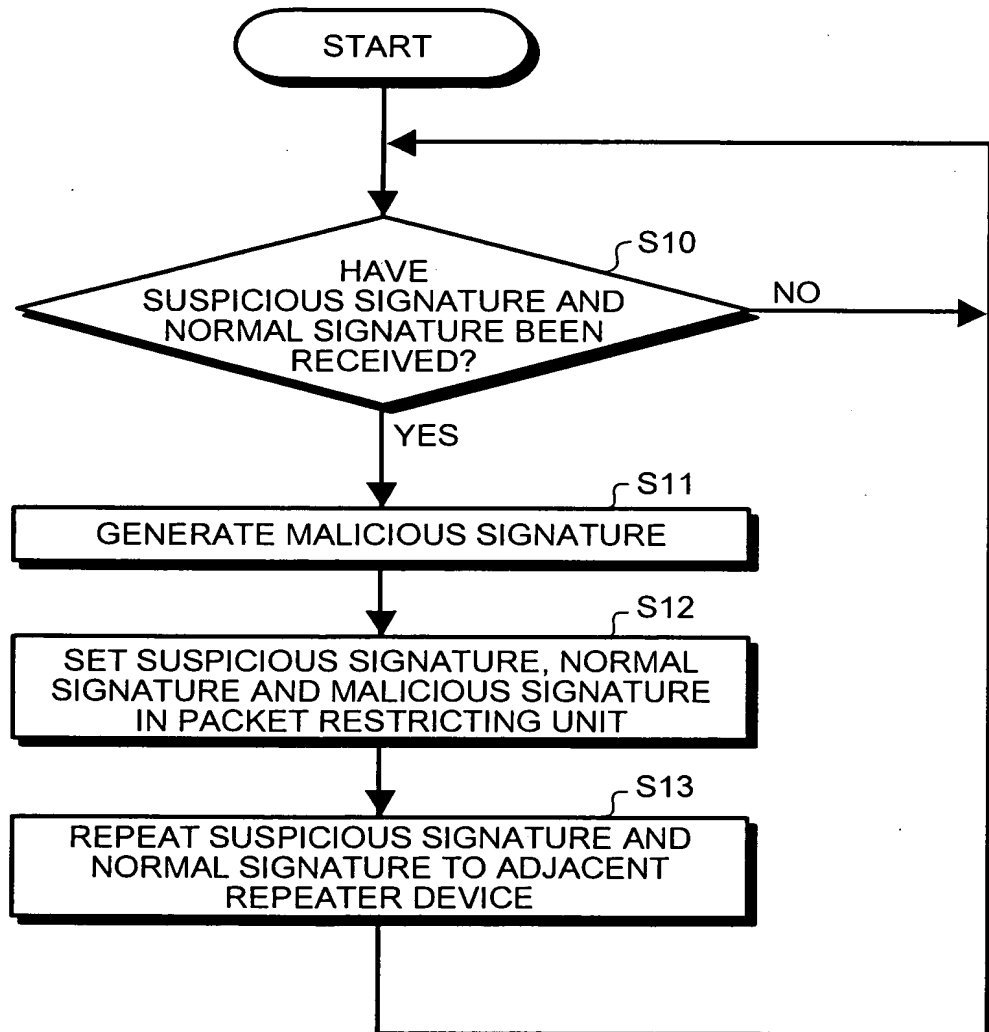 START
S10
HAVE
SUSPICIOUS SIGNATURE AND
NORMAL SIGNATURE BEEN
RECEIVED?
NO
YES
S11
GENERATE MALICIOUS SIGNATURE
S12
SET SUSPICIOUS SIGNATURE, NORMAL
SIGNATURE AND MALICIOUS SIGNATURE
IN PACKET RESTRICTING UNIT
S13
REPEAT SUSPICIOUS SIGNATURE AND
NORMAL SIGNATURE TO ADJACENT
REPEATER DEVICE